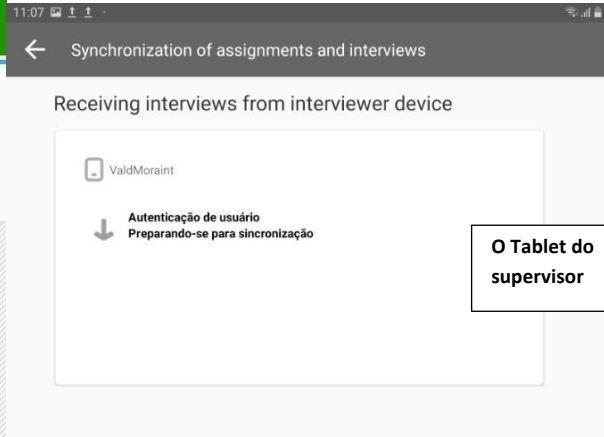 11:07
Synchronization of assignments and interviews
Receiving interviews from interviewer device
ValdMoraint
Autenticação de usuário
Preparando-se para sincronização
O Tablet do
supervisor